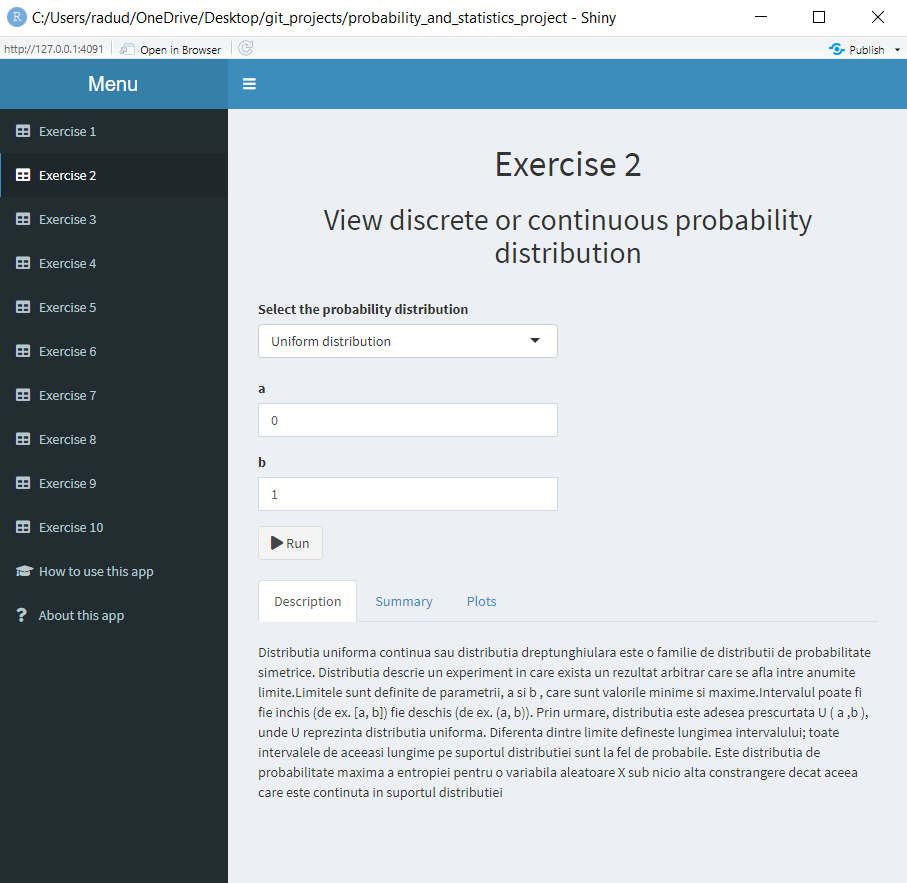 C:/Users/radud/OneDrive/Desktop/git_projects/probability_and_statistics_project - Shiny
http://127.0.0.1:4091 Open in Browser Publish
Menu
Exercise 1
Exercise 2
Exercise 3
Exercise 4
Exercise 5
Exercise 6
Exercise 7
Exercise 8
Exercise 9
Exercise 10
How to use this app
About this app
Exercise 2
View discrete or continuous probability
distribution
Select the probability distribution
Uniform distribution
a
0
b
1
Run
Description Summary Plots
Distributia uniforma continua sau distributia dreptunghiulara este o familie de distributii de probabilitate
simetrice. Distributia descrie un experiment in care exista un rezultat arbitrar care se afla intre anumite
limite.Limitele sunt definite de parametrii, a si b , care sunt valorile minime si maxime.Intervalul poate fi
fie inchis (de ex. [a, b]) fie deschis (de ex. (a, b)). Prin urmare, distributia este adesea prescurtata U ( a ,b ),
unde U reprezinta distributia uniforma. Diferenta dintre limite defineste lungimea intervalului; toate
intervalele de aceeasi lungime pe suportul distributiei sunt la fel de probabile. Este distributia de
probabilitate maxima a entropiei pentru o variabila aleatoare X sub nicio alta constrangere decat aceea
care este continuta in suportul distributiei